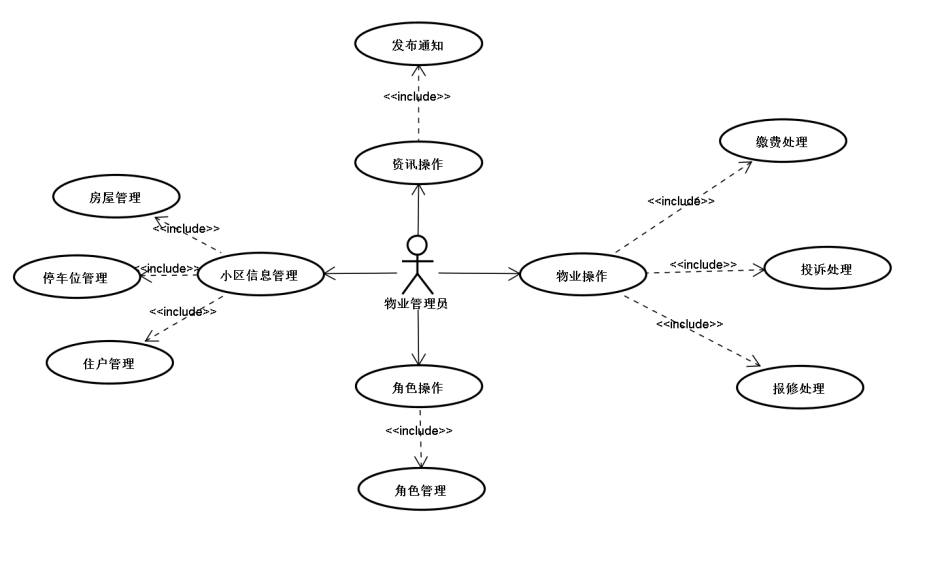 发布通知
<<include>>
资讯操作
缴费处理
房屋管理
<<include>>
<<include>>
停车位管理
<<include>>
小区信息管理
物业管理员
物业操作
<<include>>
投诉处理
<<include>>
<<include>>
住户管理
角色操作
报修处理
<<include>>
角色管理